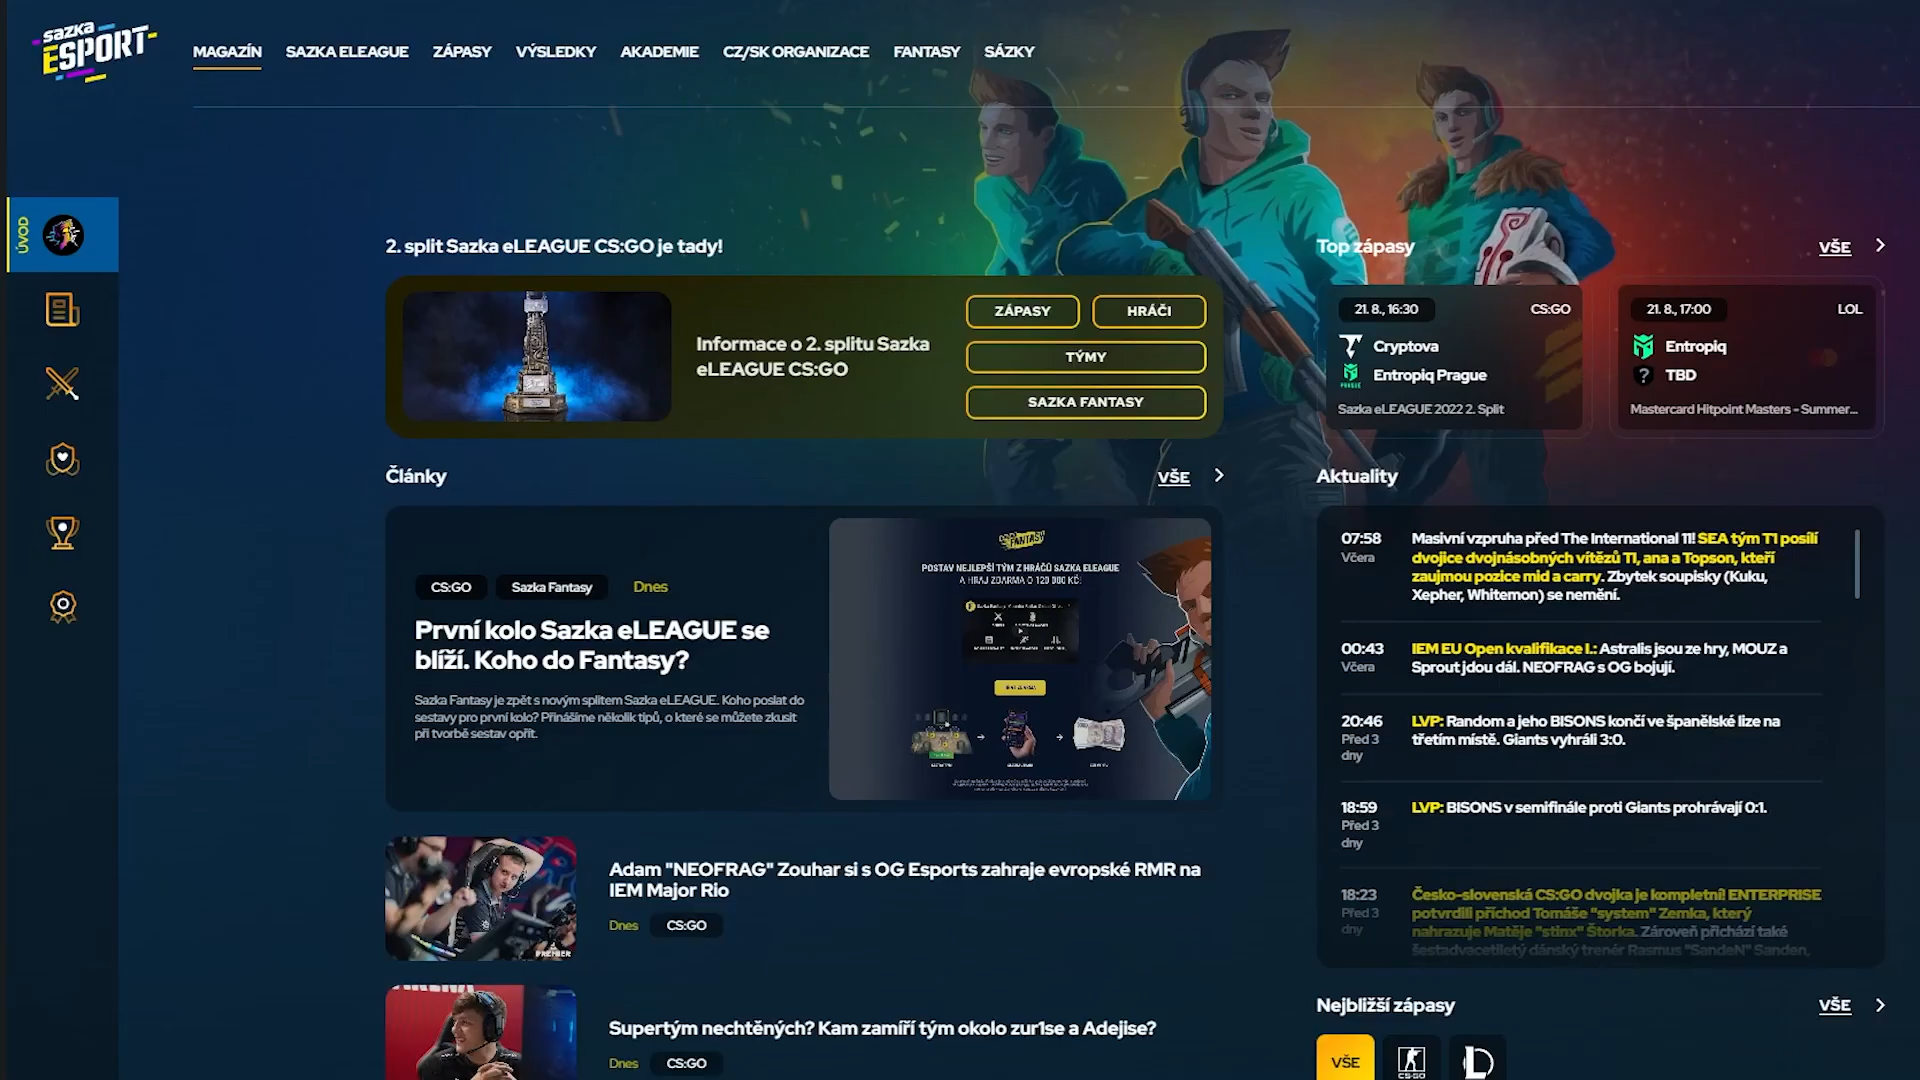 sazka
ESPORT
MAGAZÍN
SAZKA ELEAGUE
ZÁPASY
VÝSLEDKY
AKADEMIE
CZ/SK ORGANIZACE
FANTASY
SÁZKY
ÚVOD
2. split Sazka eLEAGUE CS:GO je tady!
Informace o 2. splitu Sazka
eLEAGUE CS:GO
ZÁPASY
HRÁČI
TÝMY
SAZKA FANTASY
Top zápasy
VŠE
21. 8., 16:30
CS:GO
Cryptova
PRAGUE
Entropiq Prague
Sazka eLEAGUE 2022 2. Split
21. 8., 17:00
LOL
Entropiq
?
TBD
Mastercard Hitpoint Masters - Summer...
Články
VŠE
CS:GO
Sazka Fantasy
Dnes
První kolo Sazka eLEAGUE se
blíží. Koho do Fantasy?
Sazka Fantasy je zpět s novým splitem Sazka eLEAGUE. Koho poslat do
sestavy pro první kolo? Přinášíme několik tipů, o které se můžete zkusit
při tvorbě sestav opřít.
FANTASY
POSTAV NEJLEPŠÍ TÝM Z HRÁČŮ SAZKA ELEAGUE
A HRAJ ZDARMA O 120 000 KČ!
Adam "NEOFRAG" Zouhar si s OG Esports zahraje evropské RMR na
IEM Major Rio
Dnes
CS:GO
PREMIER
Supertým nechtěných? Kam zamíří tým okolo zur1se a Adejise?
Dnes
CS:GO
Aktuality
07:58
Včera
Masivní vzpruha před The International 11! SEA tým T1 posílí
dvojice dvojnásobných vítězů TI, ana a Topson, kteří
zaujmou pozice mid a carry. Zbytek soupisky (Kuku,
Xepher, Whitemon) se nemění.
00:43
Včera
IEM EU Open kvalifikace I.: Astralis jsou ze hry, MOUZ a
Sprout jdou dál. NEOFRAG s OG bojují.
20:46
Před 3
dny
LVP: Random a jeho BISONS končí ve španělské lize na
třetím místě. Giants vyhráli 3:0.
18:59
Před 3
dny
LVP: BISONS v semifinále proti Giants prohrávají 0:1.
18:23
Před 3
dny
Česko-slovenská CS:GO dvojka je kompletní! ENTERPRISE
potvrdili příchod Tomáše "system" Zemka, který
nahrazuje Matěje "stinx" Štorka. Zároveň přichází také
šestadvacetiletý dánský trenér Rasmus "SandeN" Sanden,
Nejbližší zápasy
VŠE
VŠE
CS:GO